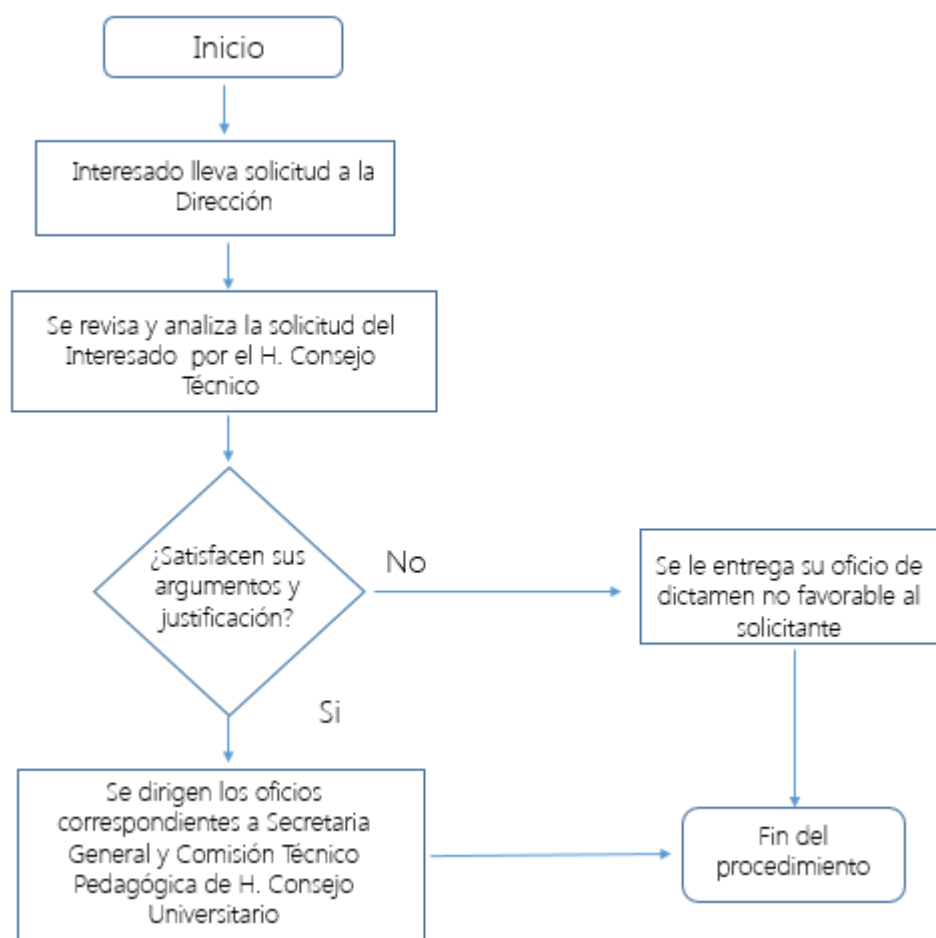 Inicio
Interesado lleva solicitud a la
Dirección
Se revisa y analiza la solicitud del
Interesado por el H. Consejo
Técnico
¿Satisfacen sus
argumentos y
justificación?
No
Se le entrega su oficio de
dictamen no favorable al
solicitante
Si
Se dirigen los oficios
correspondientes a Secretaria
General y Comisión Técnico
Pedagógica de H. Consejo
Universitario
Fin del
procedimiento